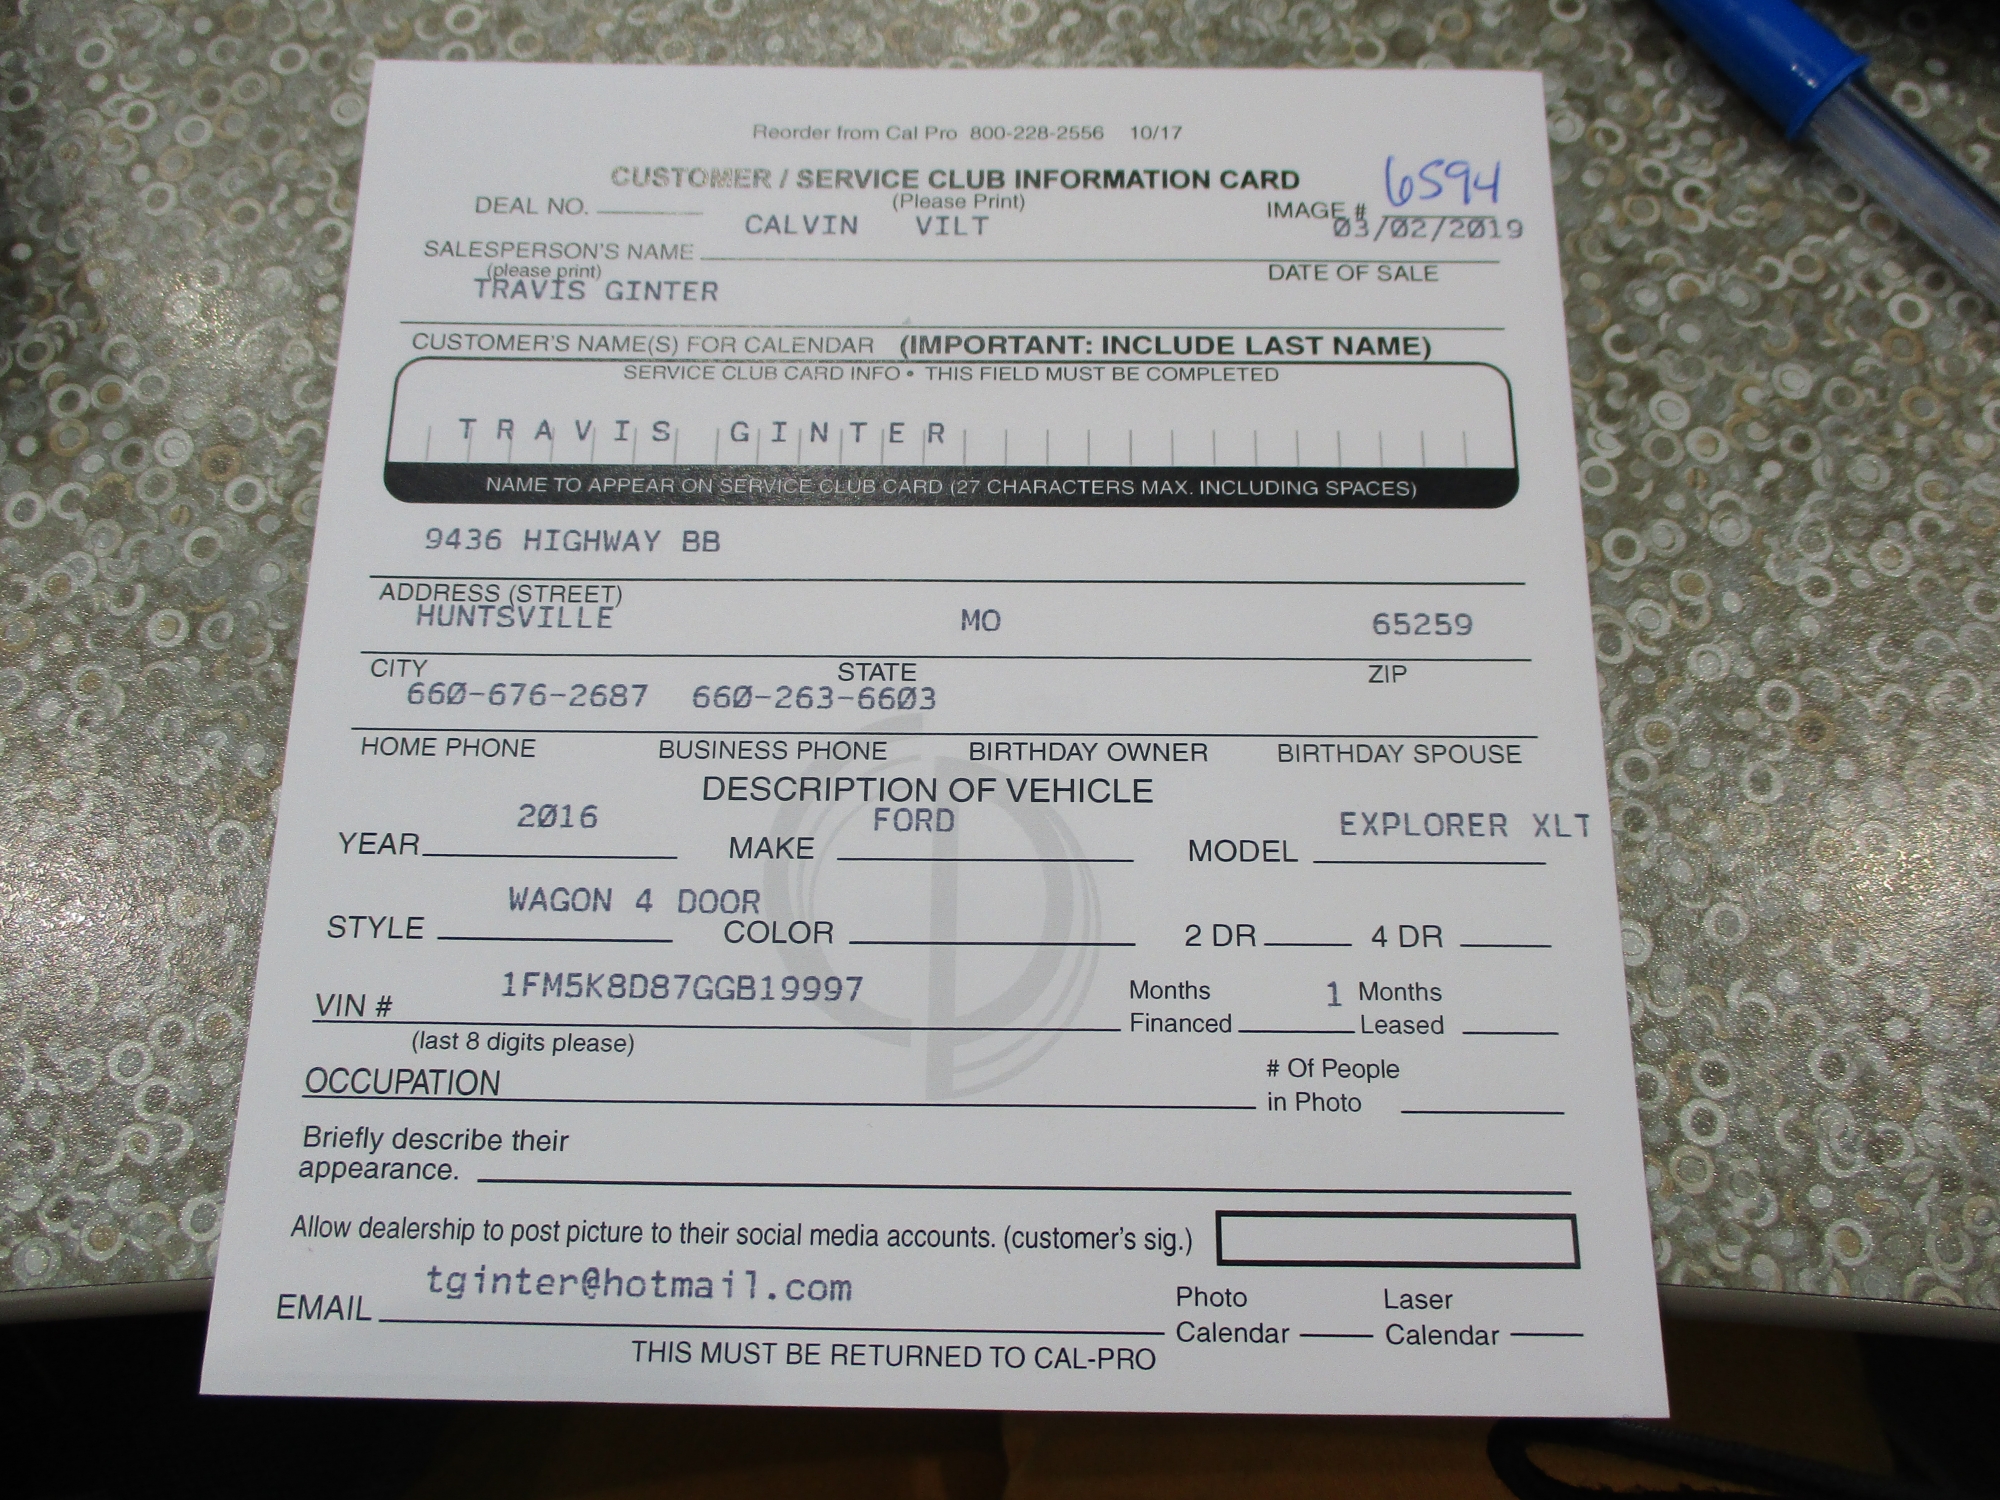 Reorder from Cal Pro 800-228-2556 10/17
CUSTOMER / SERVICE CLUB INFORMATION CARD
6594
DEAL NO. (Please Print) IMAGE #
CALVIN VILT 03/02/2019
SALESPERSON'S NAME
(please print) DATE OF SALE
TRAVIS GINTER
CUSTOMER'S NAME(S) FOR CALENDAR (IMPORTANT: INCLUDE LAST NAME)
SERVICE CLUB CARD INFO • THIS FIELD MUST BE COMPLETED
TRAVIS GINTER
NAME TO APPEAR ON SERVICE CLUB CARD (27 CHARACTERS MAX. INCLUDING SPACES)
9436 HIGHWAY BB
ADDRESS (STREET)
HUNTSVILLE MO 65259
CITY STATE ZIP
660-676-2687 660-263-6603
HOME PHONE BUSINESS PHONE BIRTHDAY OWNER BIRTHDAY SPOUSE
DESCRIPTION OF VEHICLE
2016 FORD EXPLORER XLT
YEAR MAKE MODEL
WAGON 4 DOOR
STYLE COLOR 2 DR 4 DR
1FM5K8D87GGB19997
VIN # Months Financed 1 Months Leased
(last 8 digits please)
OCCUPATION # Of People in Photo
Briefly describe their
appearance.
Allow dealership to post picture to their social media accounts. (customer's sig.)
tginter@hotmail.com
EMAIL Photo Calendar Laser Calendar
THIS MUST BE RETURNED TO CAL-PRO